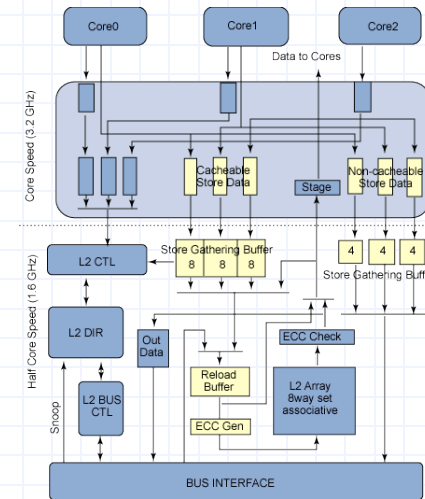 Core0
Core1
Core2
Data to Cores
Core Speed (3.2 GHz)
Cacheable
Store Data
Stage
Non-cacheable
Store Data
Half Core Speed (1.6 GHz)
L2 CTL
Store Gathering Buffer
8
8
8
4
4
4
Store Gathering Buff
L2 DIR
Out
Data
ECC Check
Reload
Buffer
L2 Array
8way set
associative
L2 BUS
CTL
ECC Gen
Snoop
BUS INTERFACE